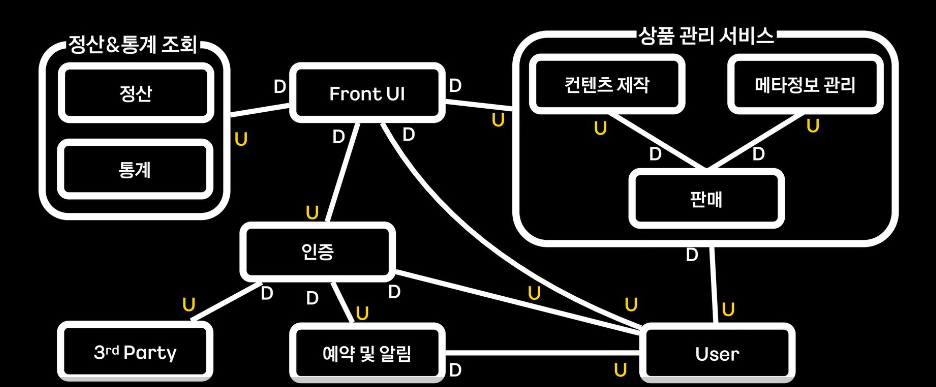 정산&통계 조회
상품 관리 서비스
정산
Front UI
컨텐츠 제작
메타정보 관리
D
D
U
U
U
U
D
D
D
D
통계
판매
U
인증
D
D
D
D
U
U
U
U
U
3rd Party
예약 및 알림
User
D
U